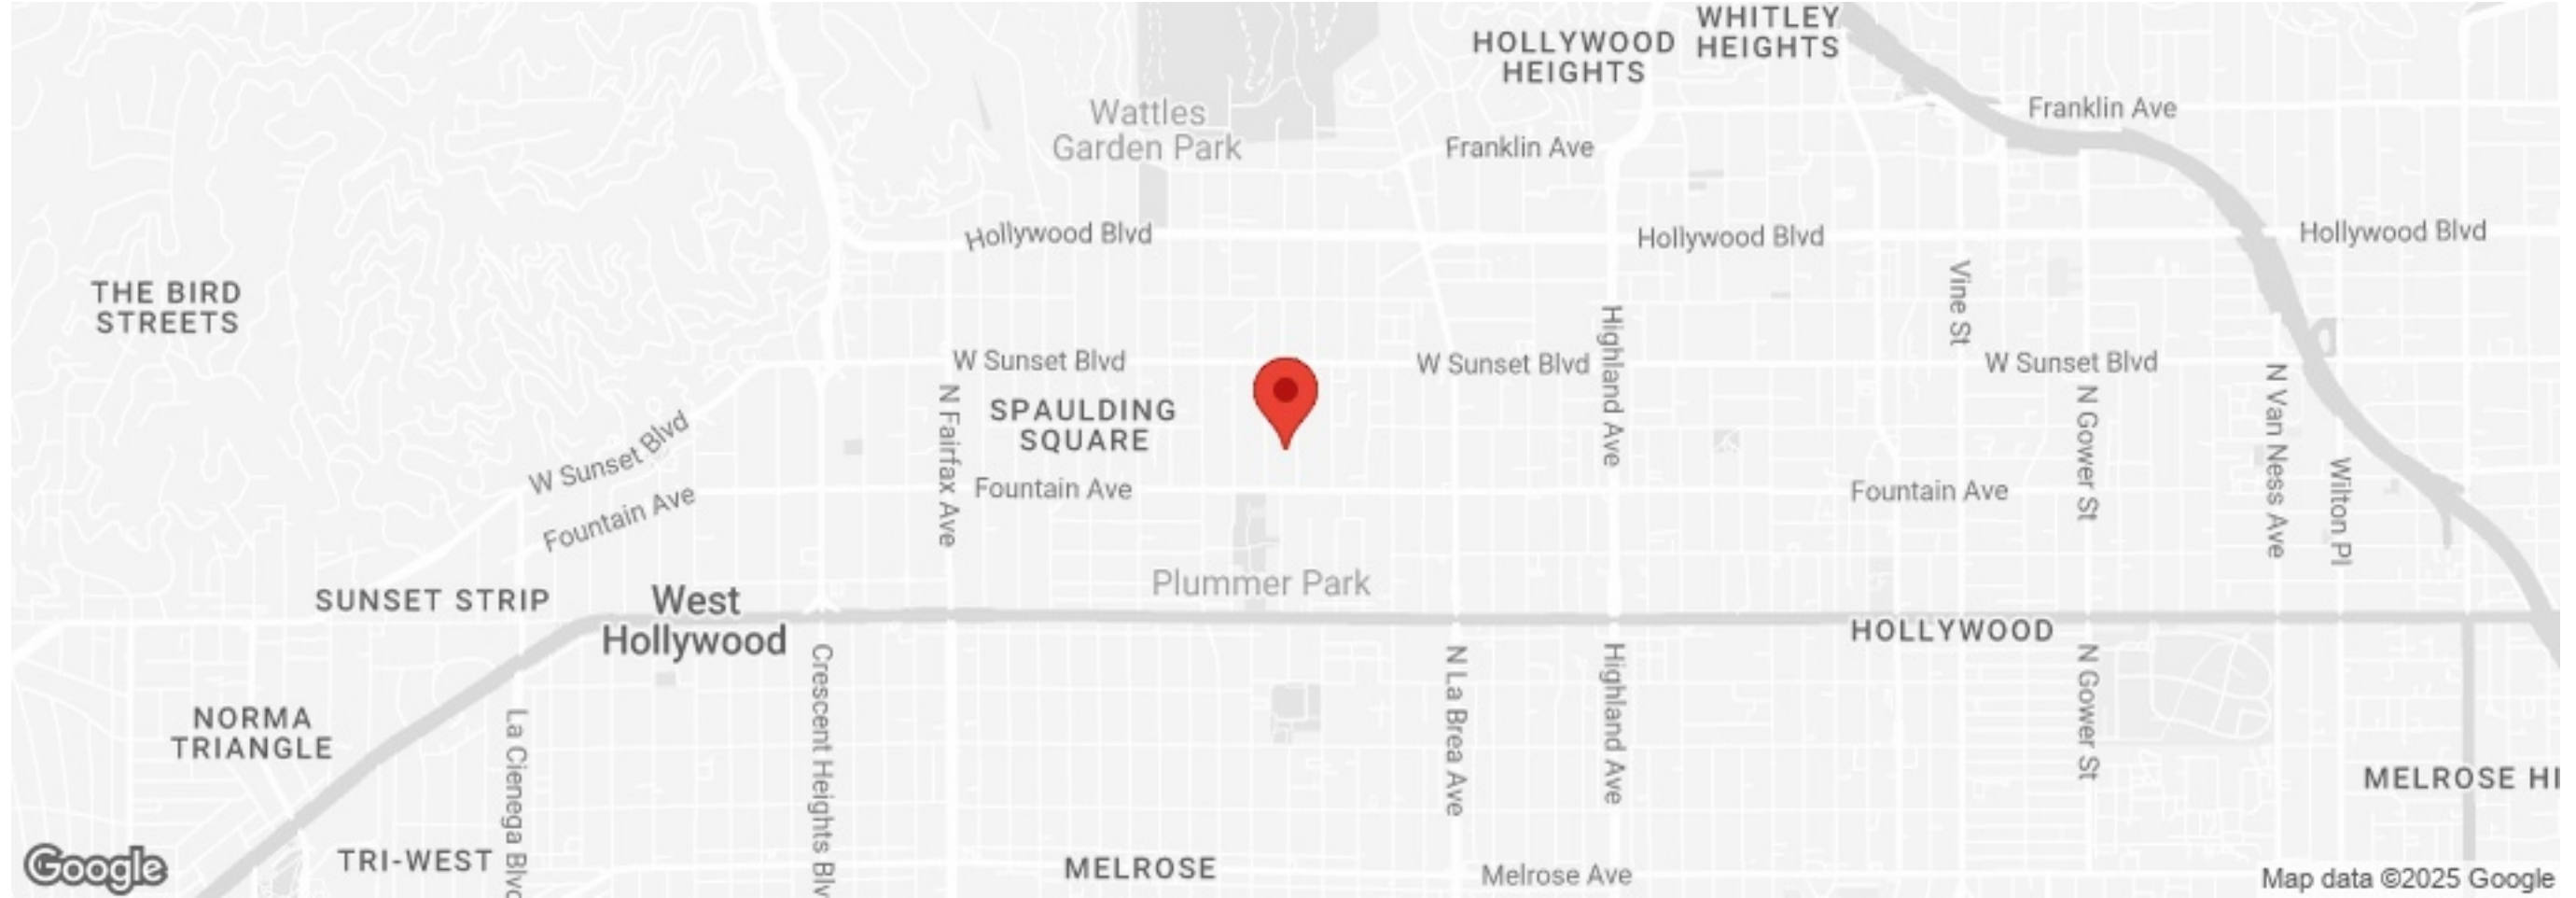 WHITLEY
HEIGHTS
HOLLYWOOD
HEIGHTS
Wattles
Garden Park
Franklin Ave
Franklin Ave
Hollywood Blvd
Hollywood Blvd
Hollywood Blvd
THE BIRD
STREETS
Vine St
Highland Ave
W Sunset Blvd
W Sunset Blvd
W Sunset Blvd
N Fairfax Ave
SPAULDING
SQUARE
N Gower St
N Van Ness Ave
Wilton Pl
W Sunset Blvd
Fountain Ave
Fountain Ave
Fountain Ave
Plummer Park
SUNSET STRIP
West
Hollywood
HOLLYWOOD
Crescent Heights Blv
N La Brea Ave
Highland Ave
N Gower St
NORMA
TRIANGLE
La Cienega Blvd
MELROSE HI
TRI-WEST
MELROSE
Melrose Ave
Google
Map data ©2025 Google